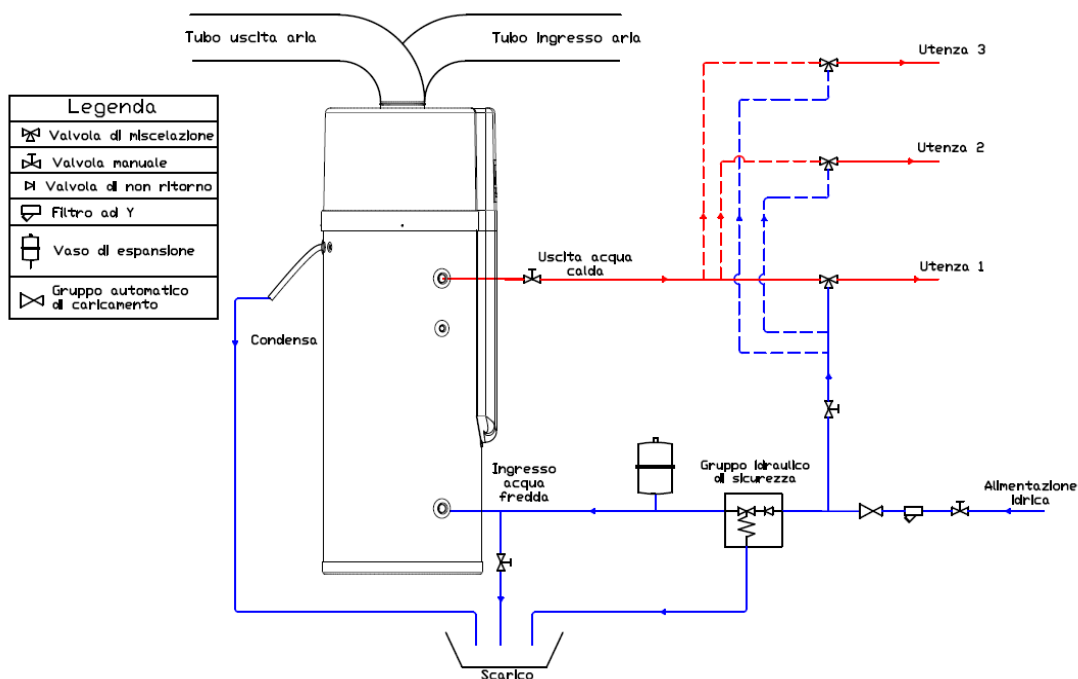 Tubo uscita aria
Tubo ingresso aria
Utenza 3
Legenda
Valvola di miscelazione
Valvola manuale
Valvola di non ritorno
Filtro ad Y
Vaso di espansione
Gruppo automatico
di caricamento
Utenza 2
Uscita acqua
calda
Utenza 1
Condensa
Ingresso
acqua
fredda
Gruppo idraulico
di sicurezza
Alimentazione
idrica
Scarico